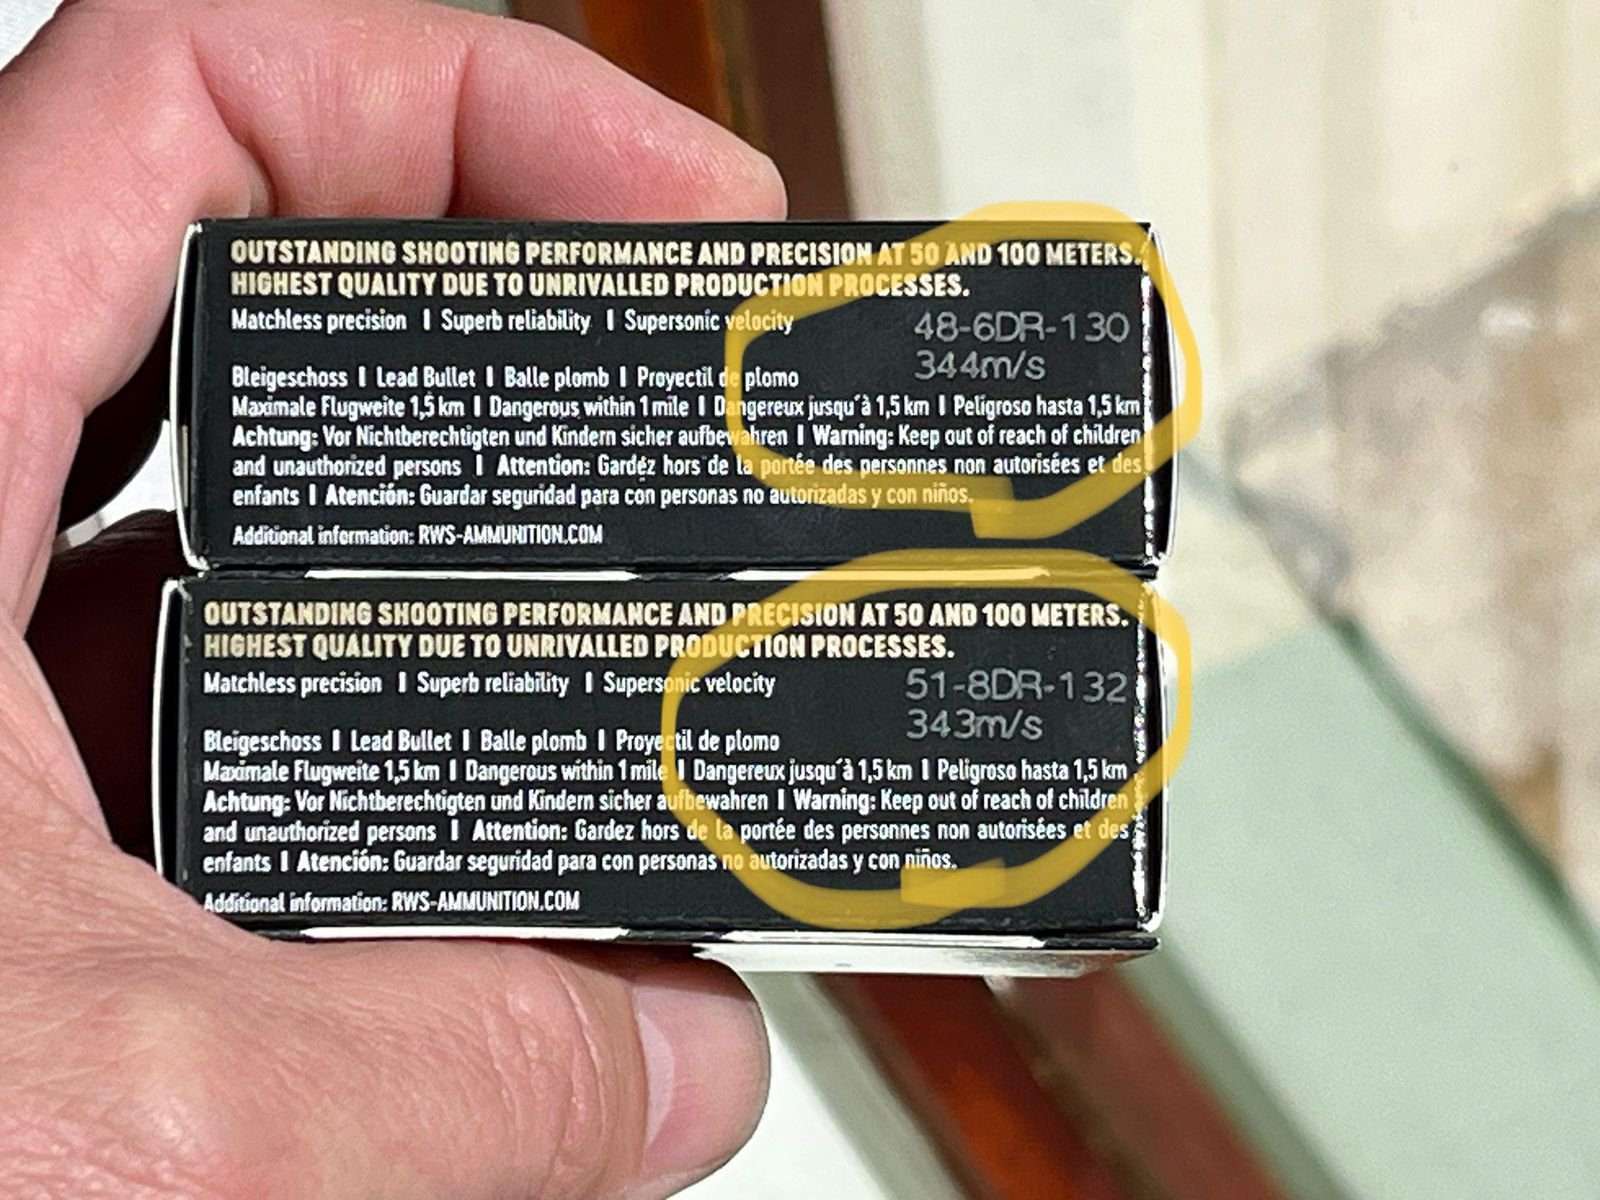 OUTSTANDING SHOOTING PERFORMANCE AND PRECISION AT 50 AND 100 METERS.
HIGHEST QUALITY DUE TO UNRIVALLED PRODUCTION PROCESSES.
Matchless precision I Superb reliability I Supersonic velocity
48-6DR-130
344m/s
Bleigeschoss I Lead Bullet I Balle plomb I Proyectil de plomo
Maximale Flugweite 1,5 km I Dangerous within 1 mile I Dangereux jusqu´à 1,5 km I Peligroso hasta 1,5 km
Achtung: Vor Nichtberechtigten und Kindern sicher aufbewahren I Warning: Keep out of reach of children
and unauthorized persons I Attention: Gardez hors de la portée des personnes non autorisées et des
enfants I Atención: Guardar seguridad para con personas no autorizadas y con niños.
Additional information: RWS-AMMUNITION.COM
OUTSTANDING SHOOTING PERFORMANCE AND PRECISION AT 50 AND 100 METERS.
HIGHEST QUALITY DUE TO UNRIVALLED PRODUCTION PROCESSES.
Matchless precision I Superb reliability I Supersonic velocity
51-8DR-132
343m/s
Bleigeschoss I Lead Bullet I Balle plomb I Proyectil de plomo
Maximale Flugweite 1,5 km I Dangerous within 1 mile I Dangereux jusqu´à 1,5 km I Peligroso hasta 1,5 km
Achtung: Vor Nichtberechtigten und Kindern sicher aufbewahren I Warning: Keep out of reach of children
and unauthorized persons I Attention: Gardez hors de la portée des personnes non autorisées et des
enfants I Atención: Guardar seguridad para con personas no autorizadas y con niños.
Additional information: RWS-AMMUNITION.COM